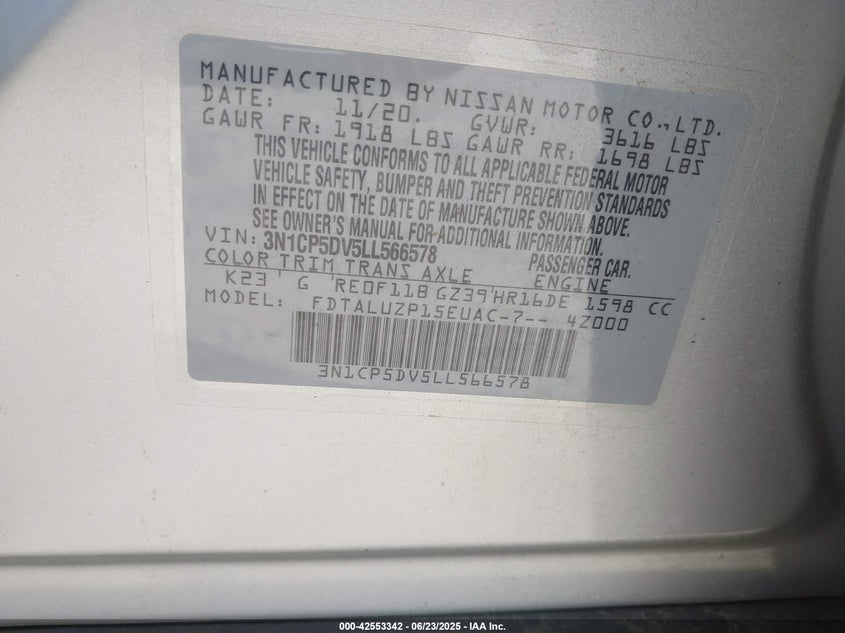 MANUFACTURED BY NISSAN MOTOR CO.,LTD.
DATE: 11/20. GVWR: 3616 LBS
GAWR FR: 1918 LBS GAWR RR: 1698 LBS
THIS VEHICLE CONFORMS TO ALL APPLICABLE FEDERAL MOTOR
VEHICLE SAFETY, BUMPER AND THEFT PREVENTION STANDARDS
IN EFFECT ON THE DATE OF MANUFACTURE SHOWN ABOVE.
SEE OWNER'S MANUAL FOR ADDITIONAL INFORMATION.
VIN: 3N1CP5DV5LL566578 PASSENGER CAR.
COLOR TRIM TRANS AXLE ENGINE
K23 G RE0F11B GZ39 HR16DE 1598 CC
MODEL: FDTALUZP15EUAC-7-- 4Z000
3N1CP5DV5LL566578
000-42553342 - 06/23/2025 - IAA Inc.